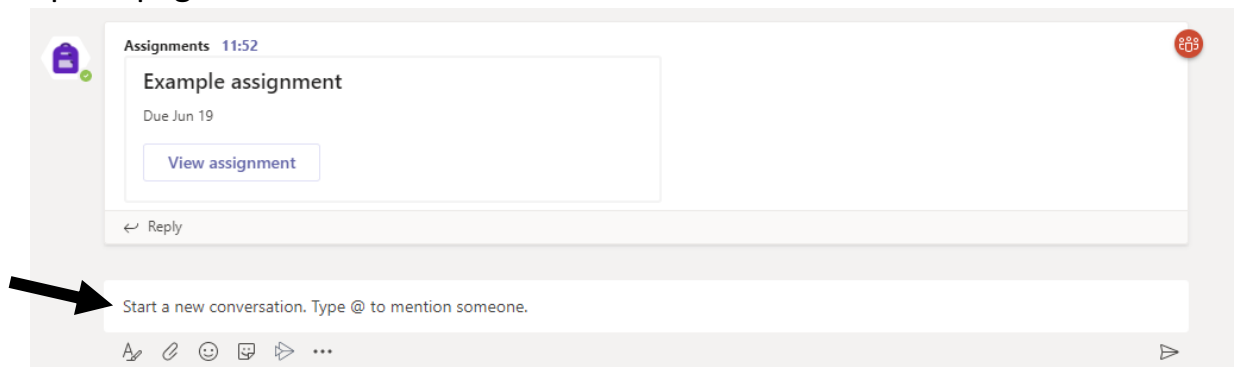 Assignments 11:52
Example assignment
Due Jun 19
View assignment
Reply
Start a new conversation. Type @ to mention someone.